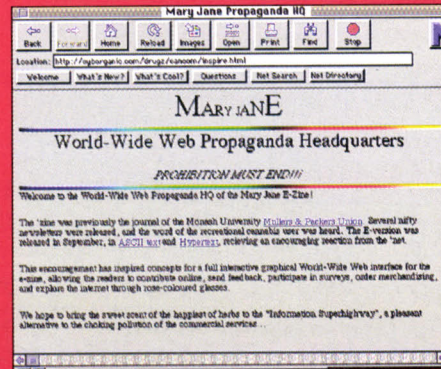 Mary Jane Propaganda HQ
Back Forward Home Reload Images Open Print Find Stop
Location: http://cyborganic.com/drugz/canoom/inspire.html
Welcome What's New? What's Cool? Questions Net Search Net Directory
MARY JANE
World-Wide Web Propaganda Headquarters
PROHIBITION MUST END!!!
Welcome to the World-Wide Web Propaganda HQ of the Mary Jane E-Zine!
The 'zine was previously the journal of the Monash University Mullers & Packers Union. Several nifty
newsletters were released, and the word of the recreational cannabis user was heard. The E-version was
released in September, in ASCII text and Hypertext, recieving an encouraging reaction from the 'net.
This encouragement has inspired concepts for a full interactive graphical World-Wide Web interface for the
e-zine, allowing the readers to contribute online, send feedback, participate in surveys, order merchandising,
and explore the internet through rose-coloured glasses.
We hope to bring the sweet scent of the happiest of herbs to the "Information Superhighway", a pleasant
alternative to the choking pollution of the commercial services...